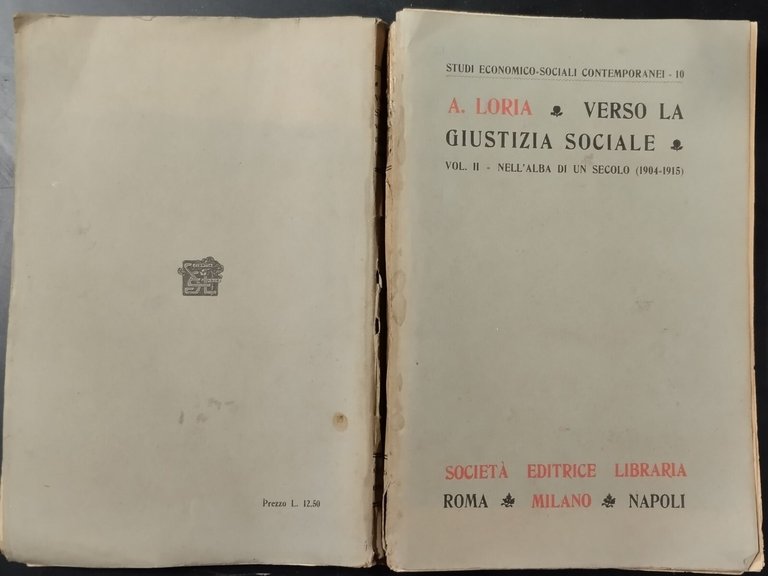 STUDI ECONOMICO-SOCIALI CONTEMPORANEI - 10
A. LORIA VERSO LA
GIUSTIZIA SOCIALE
VOL. II - NELL'ALBA DI UN SECOLO (1904-1915)
SOCIETÀ EDITRICE LIBRARIA
ROMA MILANO NAPOLI
Prezzo L. 12.50